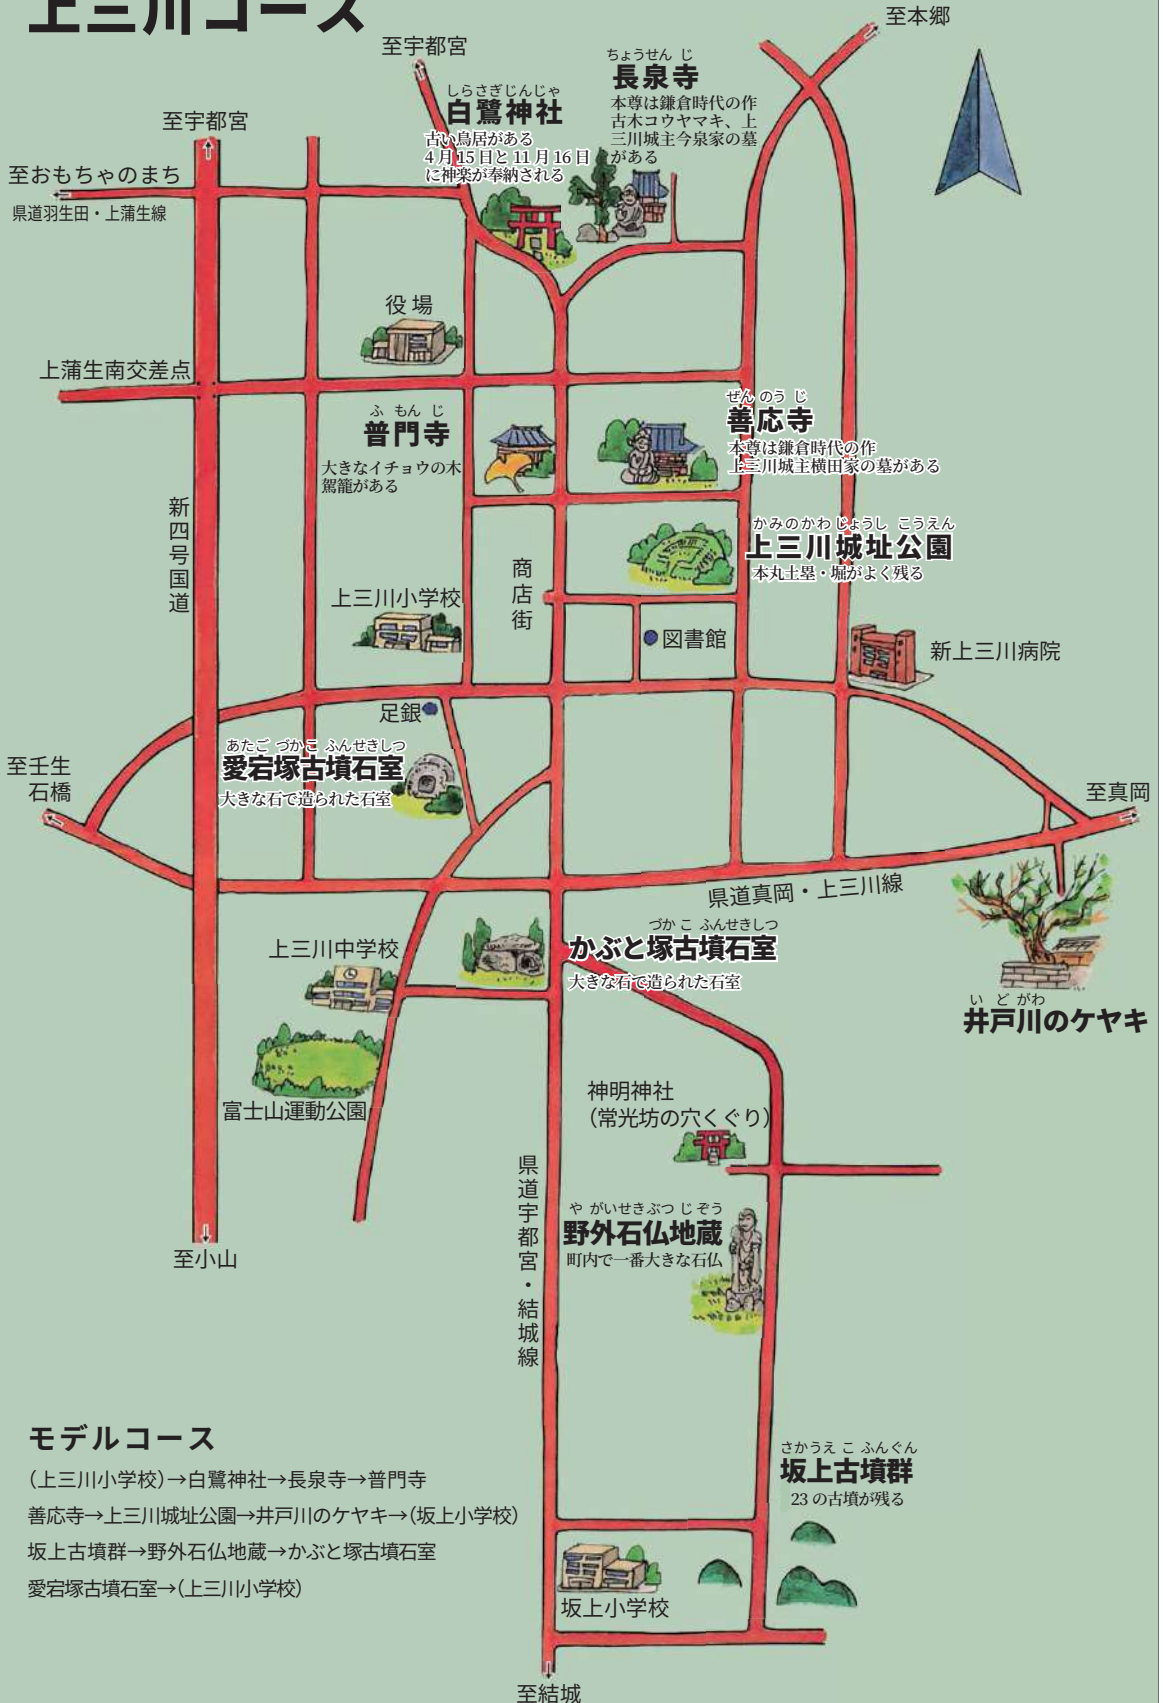 上三川コース
至本郷
至宇都宮
ちょうせんじ
長泉寺
本尊は鎌倉時代の作
古木コウヤマキ、上
三川城主今泉家の墓
がある
しらさぎじんじゃ
白鷺神社
古い鳥居がある
4月15日と11月16日
に神楽が奉納される
至宇都宮
至おもちゃのまち
県道羽生田・上蒲生線
役場
上蒲生南交差点
ふもんじ
普門寺
大きなイチョウの木
駕籠がある
ぜんのうじ
善応寺
本尊は鎌倉時代の作
上三川城主横田家の墓がある
新四号国道
かみのかわじょうしこうえん
上三川城址公園
本丸土塁・堀がよく残る
商店街
上三川小学校
図書館
新上三川病院
足銀
あたごづかこふんせきしつ
愛宕塚古墳石室
大きな石で造られた石室
至壬生
石橋
至真岡
県道真岡・上三川線
づかこふんせきしつ
かぶと塚古墳石室
大きな石で造られた石室
上三川中学校
いどがわ
井戸川のケヤキ
富士山運動公園
神明神社
（常光坊の穴くぐり）
県道宇都宮・結城線
やがいせきぶつじぞう
野外石仏地蔵
町内で一番大きな石仏
至小山
さかうえこふんぐん
坂上古墳群
23の古墳が残る
坂上小学校
至結城
モデルコース
（上三川小学校）→白鷺神社→長泉寺→普門寺
善応寺→上三川城址公園→井戸川のケヤキ→（坂上小学校）
坂上古墳群→野外石仏地蔵→かぶと塚古墳石室
愛宕塚古墳石室→（上三川小学校）